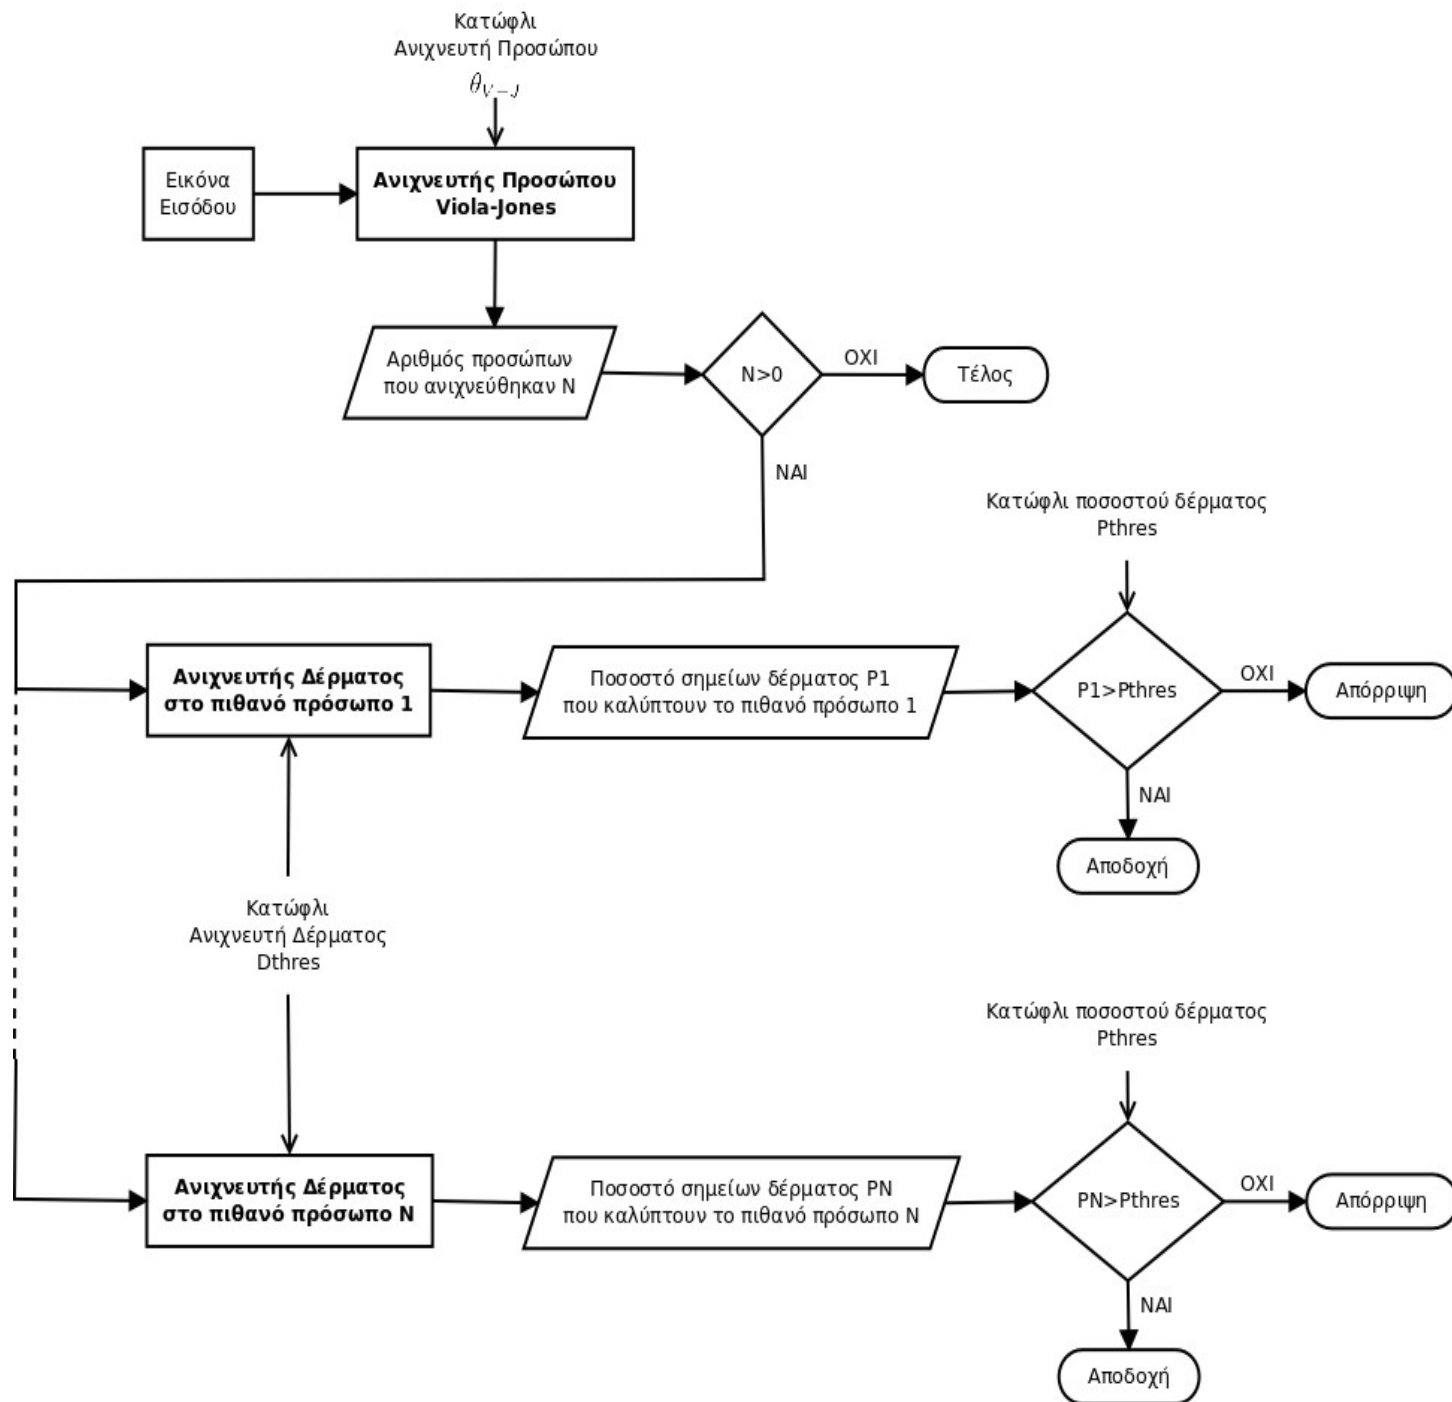 Κατώφλι
Ανιχνευτή Προσώπου
θ_{V−J}
Εικόνα
Εισόδου
Ανιχνευτής Προσώπου
Viola-Jones
Αριθμός προσώπων
που ανιχνεύθηκαν N
N>0
ΟΧΙ
Τέλος
ΝΑΙ
Κατώφλι ποσοστού δέρματος
Pthres
Ανιχνευτής Δέρματος
στο πιθανό πρόσωπο 1
Ποσοστό σημείων δέρματος P1
που καλύπτουν το πιθανό πρόσωπο 1
P1>Pthres
ΟΧΙ
Απόρριψη
ΝΑΙ
Αποδοχή
Κατώφλι
Ανιχνευτή Δέρματος
Dthres
Κατώφλι ποσοστού δέρματος
Pthres
Ανιχνευτής Δέρματος
στο πιθανό πρόσωπο N
Ποσοστό σημείων δέρματος PN
που καλύπτουν το πιθανό πρόσωπο N
PN>Pthres
ΟΧΙ
Απόρριψη
ΝΑΙ
Αποδοχή